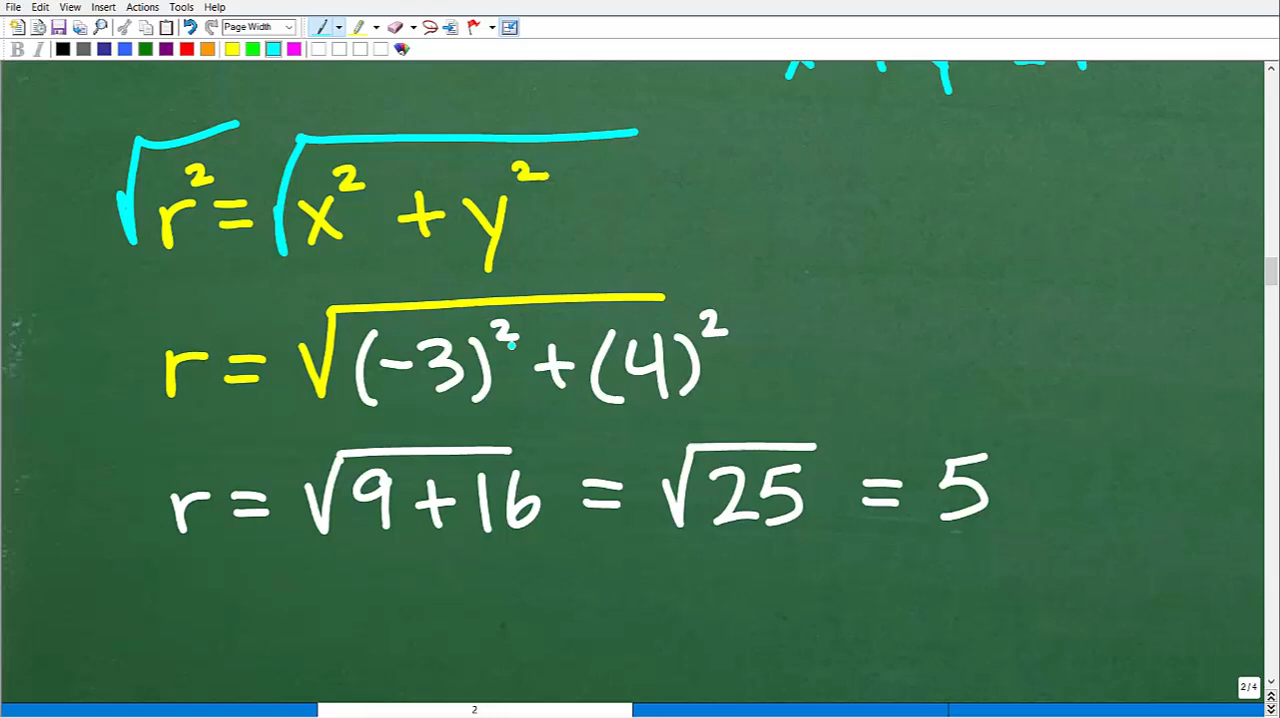 File Edit View Insert Actions Tools Help
Page Width
B I
√r² = √x² + y²
r = √(-3)² + (4)²
r = √9+16 = √25 = 5
2/4
2